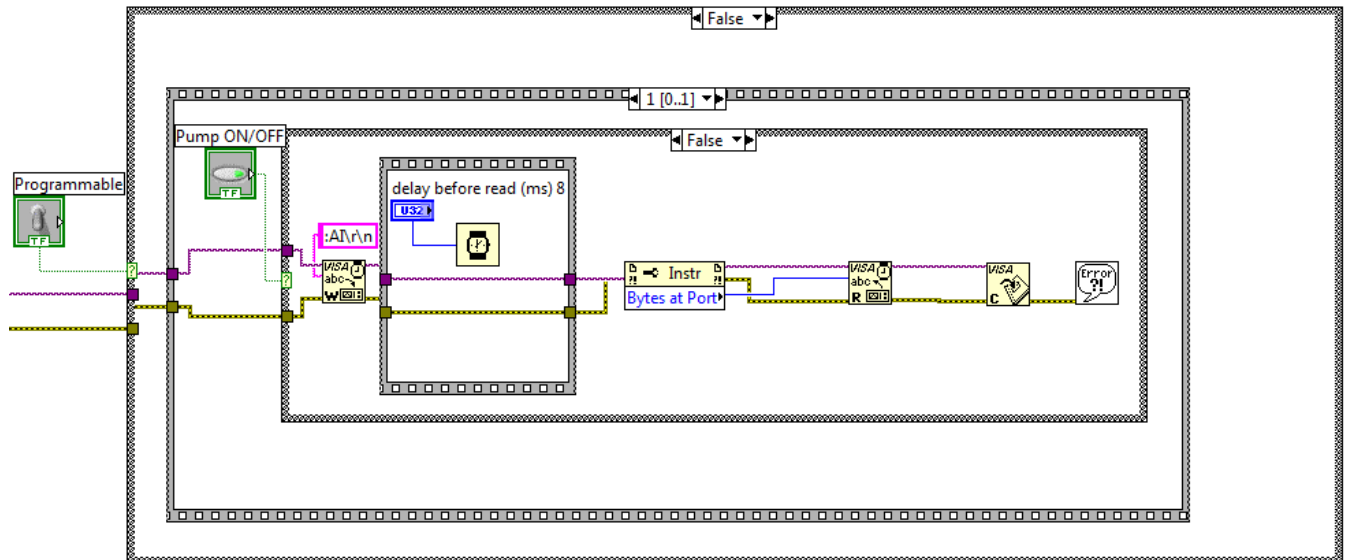 False
1 [0..1]
Pump ON/OFF
False
Programmable
TF
TF
delay before read (ms) 8
U32
:AI\r\n
VISA
abc
W
Instr
Bytes at Port
VISA
abc
R
VISA
C
Error
?!